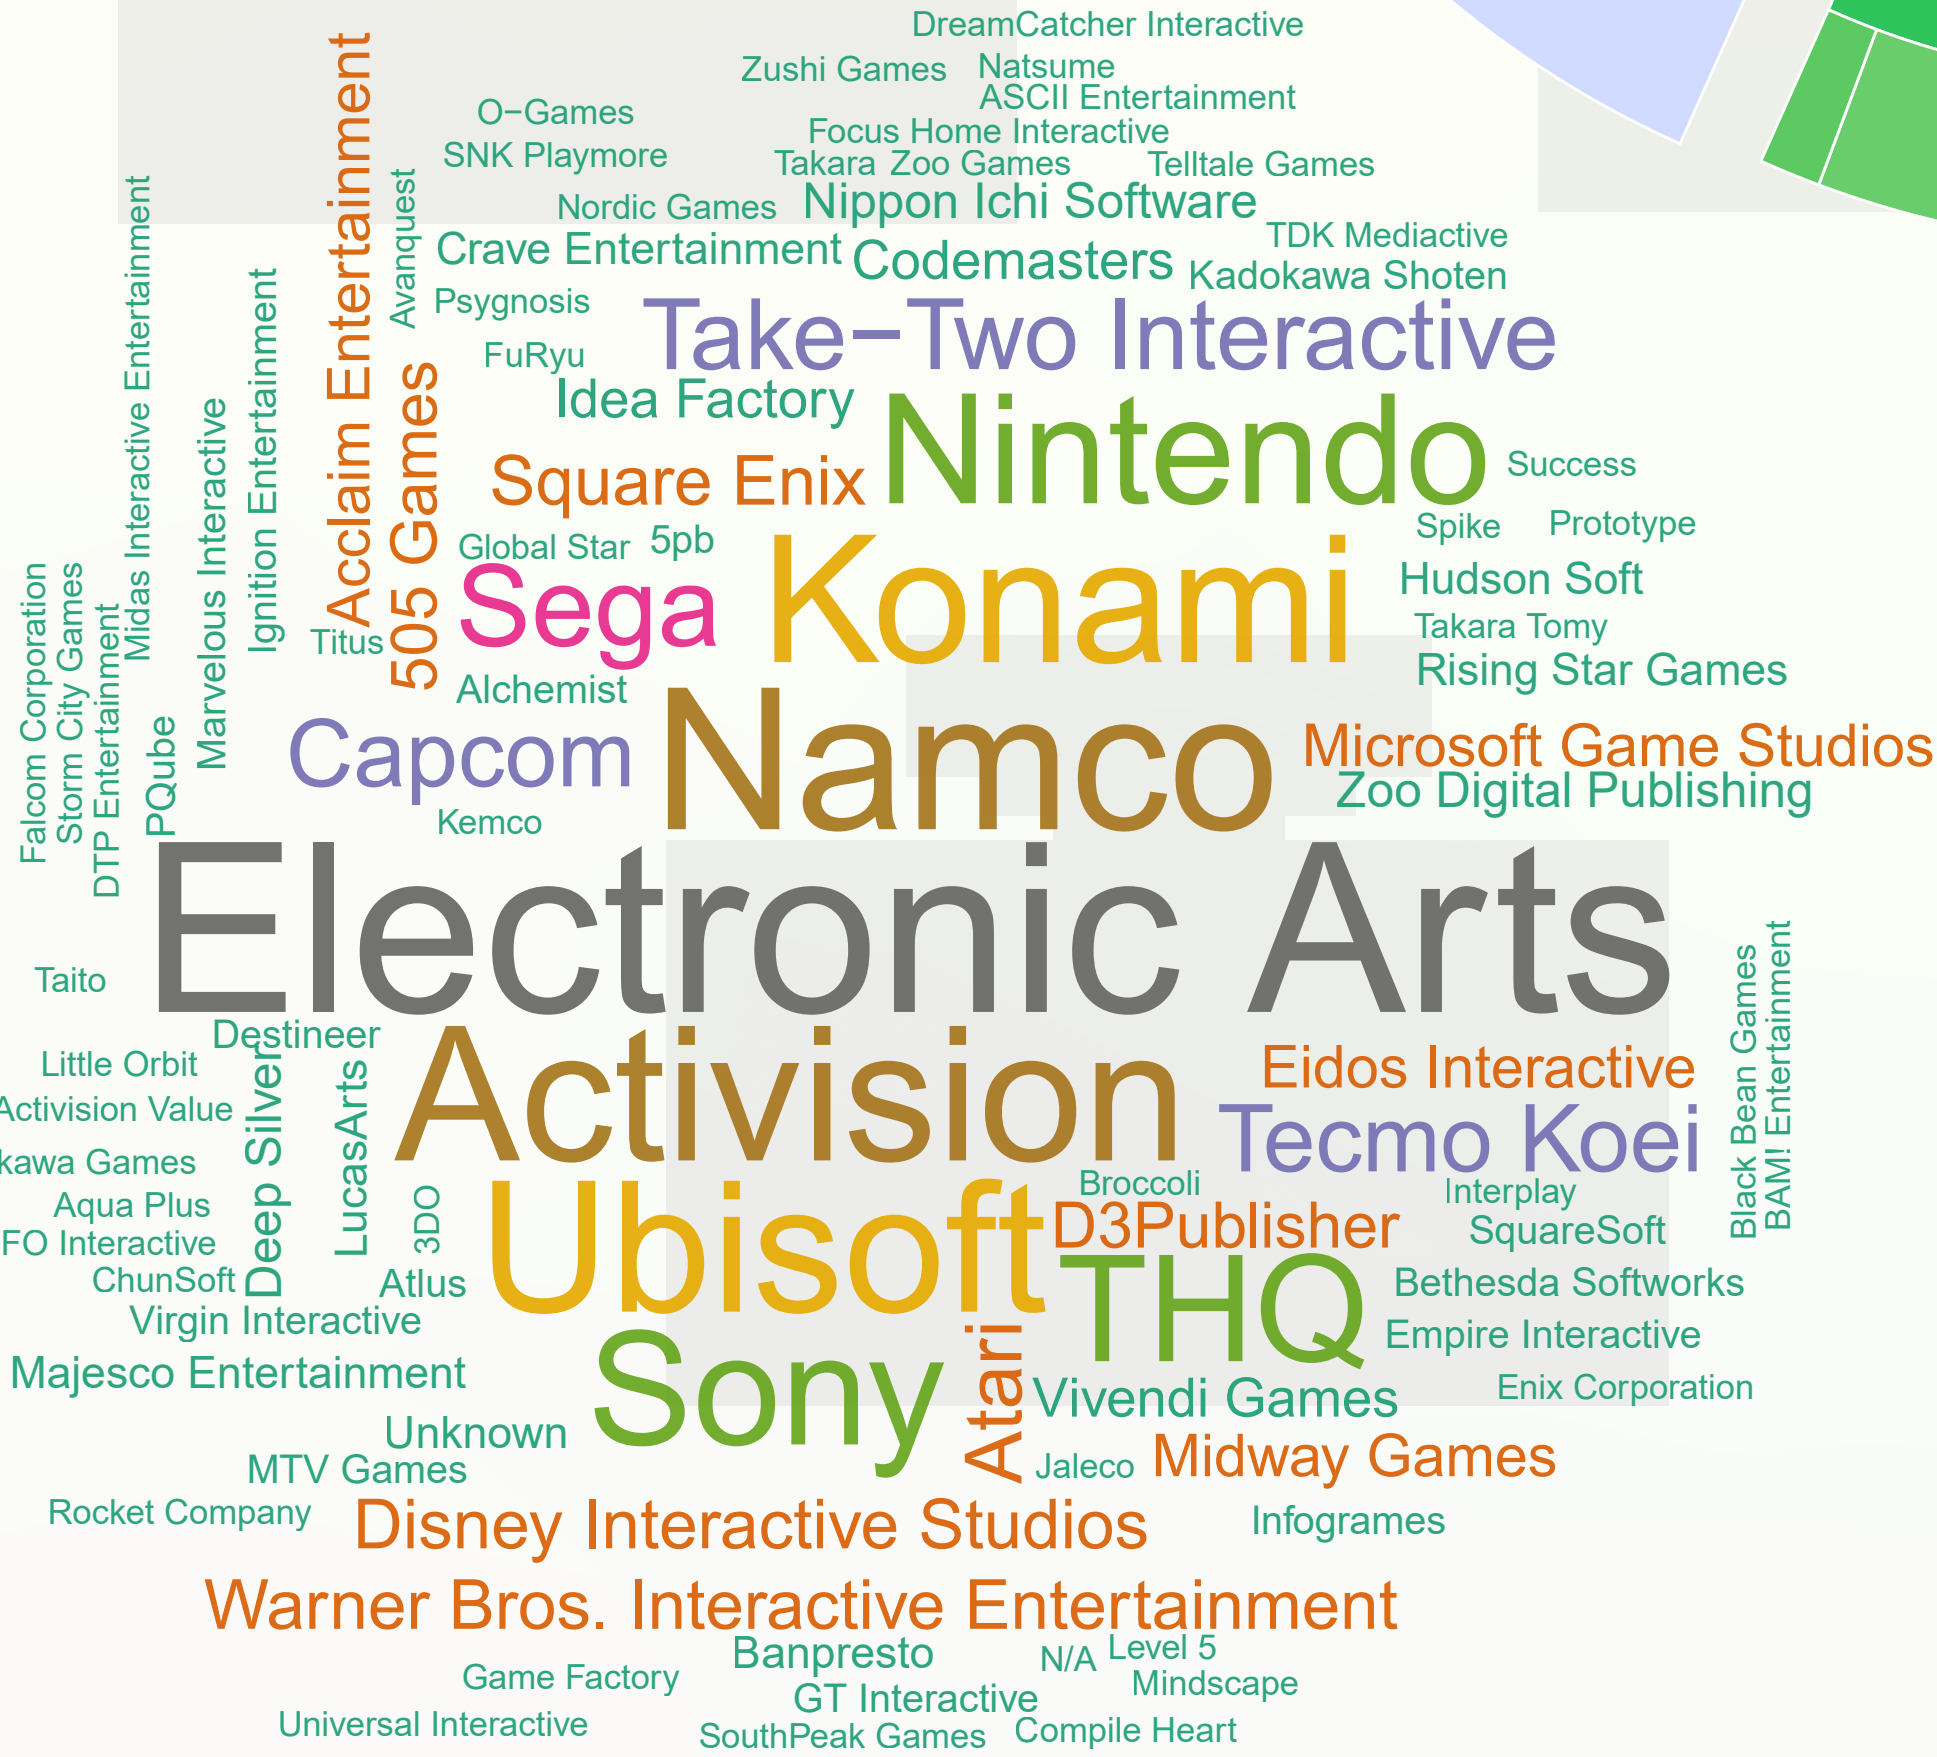 DreamCatcher Interactive
Zushi Games
Natsume
ASCII Entertainment
O−Games
Focus Home Interactive
SNK Playmore
Takara
Zoo Games
Telltale Games
Nordic Games
Nippon Ichi Software
Acclaim Entertainment
Avanquest
Midas Interactive Entertainment
Crave Entertainment
Codemasters
TDK Mediactive
Kadokawa Shoten
Ignition Entertainment
Psygnosis
Take−Two Interactive
FuRyu
Idea Factory
Marvelous Interactive
505 Games
Square Enix
Nintendo
Success
Global Star
5pb
Spike
Prototype
Sega
Konami
Hudson Soft
Takara Tomy
Titus
Rising Star Games
Falcom Corporation
Storm City Games
DTP Entertainment
PQube
Alchemist
Capcom
Namco
Microsoft Game Studios
Zoo Digital Publishing
Kemco
Electronic Arts
Taito
Destineer
Little Orbit
Activision
Eidos Interactive
Black Bean Games
BAM! Entertainment
Activision Value
Deep Silver
LucasArts
Tecmo Koei
kawa Games
Broccoli
Interplay
Aqua Plus
3DO
Ubisoft
D3Publisher
SquareSoft
FO Interactive
ChunSoft
Atlus
THQ
Bethesda Softworks
Virgin Interactive
Empire Interactive
Majesco Entertainment
Sony
Atari
Vivendi Games
Enix Corporation
Unknown
MTV Games
Jaleco
Midway Games
Rocket Company
Disney Interactive Studios
Infogrames
Warner Bros. Interactive Entertainment
Banpresto
N/A
Level 5
Game Factory
Mindscape
GT Interactive
Universal Interactive
SouthPeak Games
Compile Heart